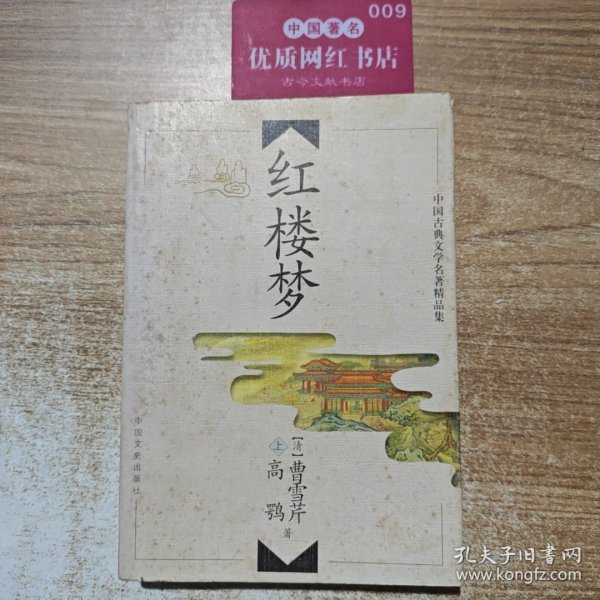 009
中国著名
优质网红书店
古今文献书店
红楼梦
中国古典文学名著精品集
【清】曹雪芹
高鹗
著
上
中国文史出版社
孔夫子旧书网
www.kongfz.com